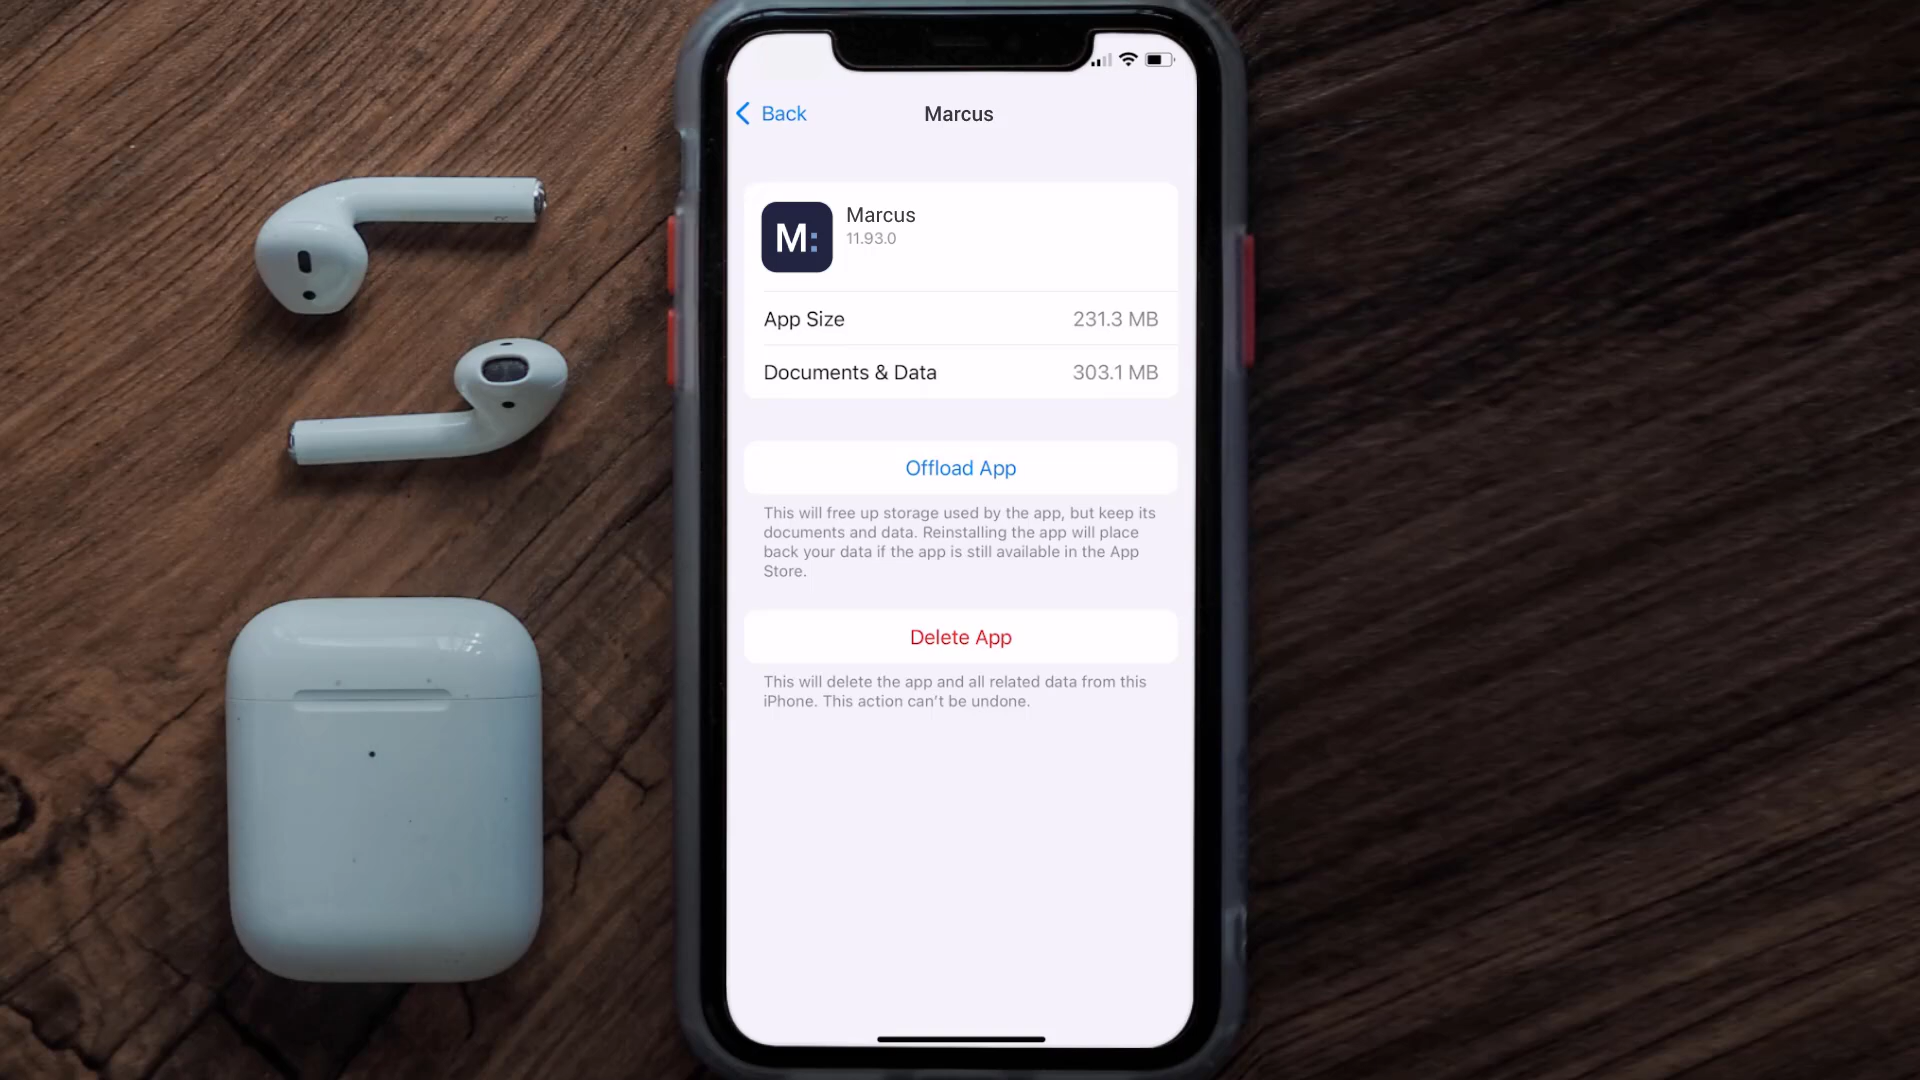 Back
Marcus
M:
Marcus
11.93.0
App Size 231.3 MB
Documents & Data 303.1 MB
Offload App
This will free up storage used by the app, but keep its
documents and data. Reinstalling the app will place
back your data if the app is still available in the App
Store.
Delete App
This will delete the app and all related data from this
iPhone. This action can't be undone.